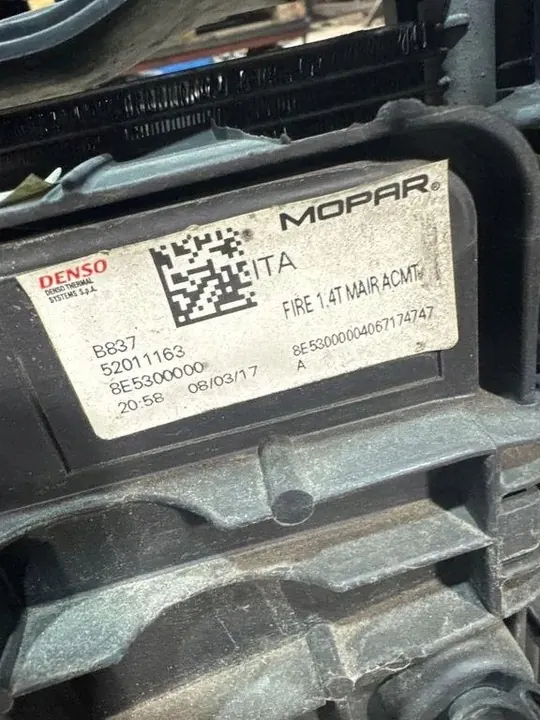 MOPAR®
DENSO
DENSO THERMAL
SYSTEMS S.p.A.
ITA
FIRE 1.4T MAIR ACMT
B837
52011163
8E5300000
8E53000004067174747
20:58 08/03/17
A